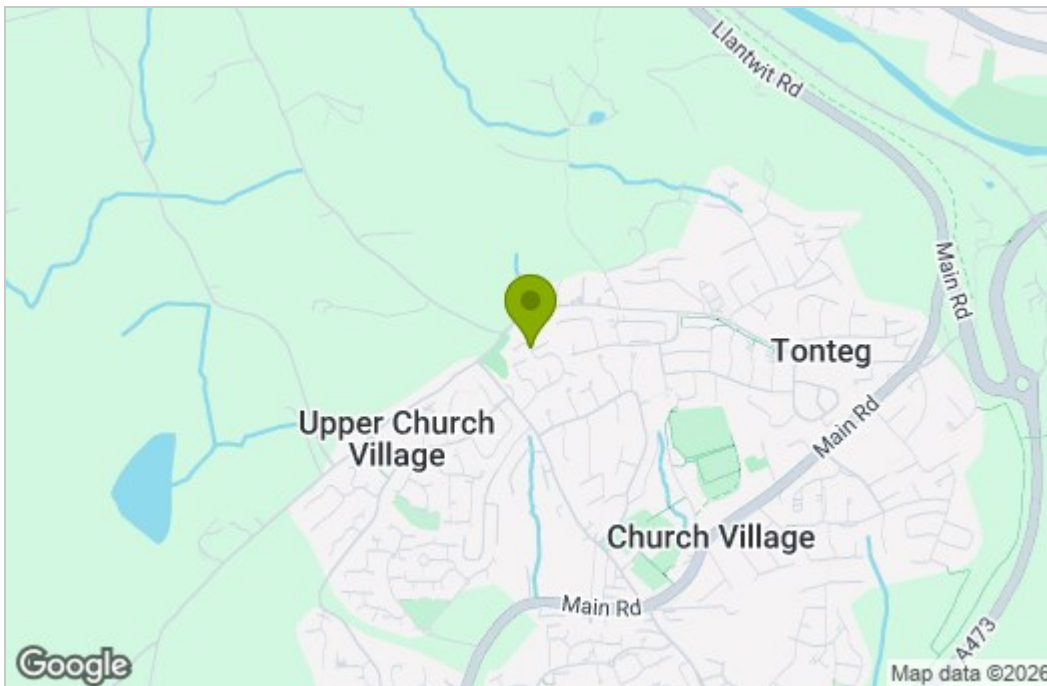 Llantwit Rd
Main Rd
Tonteg
Upper Church
Village
Main Rd
Church Village
Main Rd
A473
Google
Map data ©2026